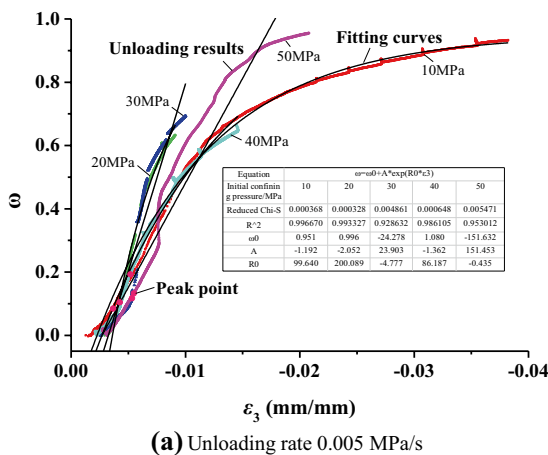 1.0
0.8
0.6
0.4
0.2
0.0
ω
Unloading results
Fitting curves
50MPa
10MPa
30MPa
40MPa
20MPa
Peak point
Equation ω=ω0+A*exp(R0*ε3)
Initial confinin
g pressure/MPa 10 20 30 40 50
Reduced Chi-S 0.000368 0.000328 0.004861 0.000648 0.005471
R^2 0.996670 0.993327 0.928632 0.986105 0.953012
ω0 0.951 0.996 -24.278 1.080 -151.632
A -1.192 -2.052 23.903 -1.362 151.453
R0 99.640 200.089 -4.777 86.187 -0.435
0.00 -0.01 -0.02 -0.03 -0.04
ε3 (mm/mm)
(a) Unloading rate 0.005 MPa/s